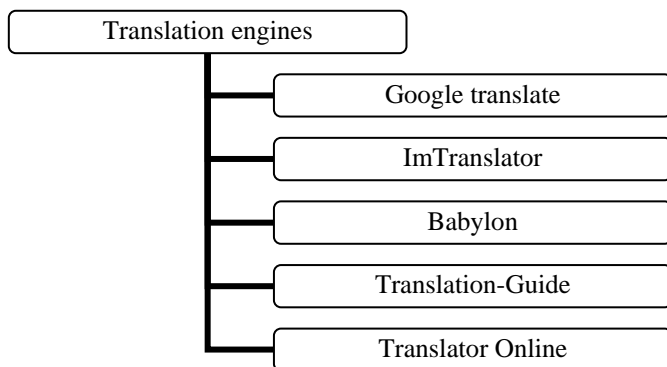 Translation engines
Google translate
ImTranslator
Babylon
Translation-Guide
Translator Online